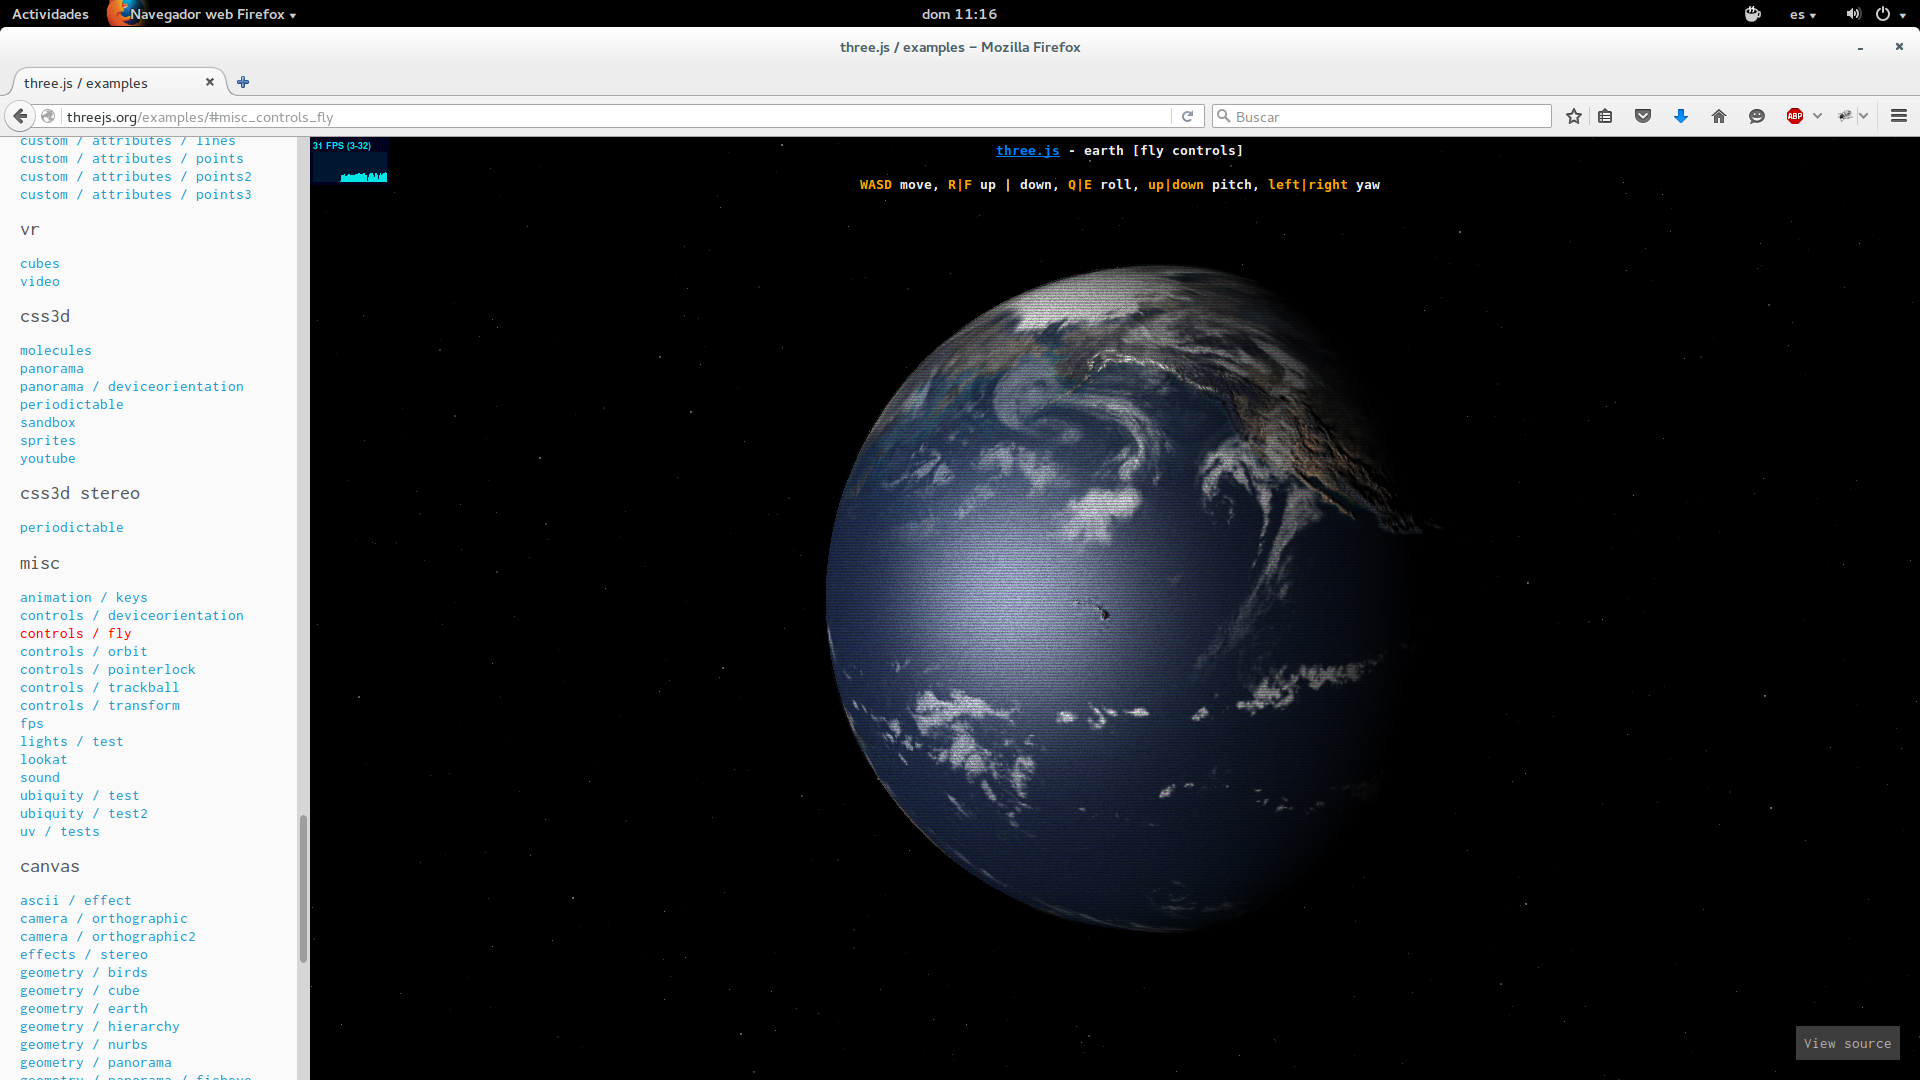 Actividades
Navegador web Firefox
dom 11:16
es
three.js / examples – Mozilla Firefox
three.js / examples
threejs.org/examples/#misc_controls_fly
Buscar
ABP
custom / attributes / lines
custom / attributes / points
custom / attributes / points2
custom / attributes / points3
vr
cubes
video
css3d
molecules
panorama
panorama / deviceorientation
periodictable
sandbox
sprites
youtube
css3d stereo
periodictable
misc
animation / keys
controls / deviceorientation
controls / fly
controls / orbit
controls / pointerlock
controls / trackball
controls / transform
fps
lights / test
lookat
sound
ubiquity / test
ubiquity / test2
uv / tests
canvas
ascii / effect
camera / orthographic
camera / orthographic2
effects / stereo
geometry / birds
geometry / cube
geometry / earth
geometry / hierarchy
geometry / nurbs
geometry / panorama
geometry / panorama / fisheye
31 FPS (3-32)
three.js - earth [fly controls]
WASD move, R|F up | down, Q|E roll, up|down pitch, left|right yaw
View source